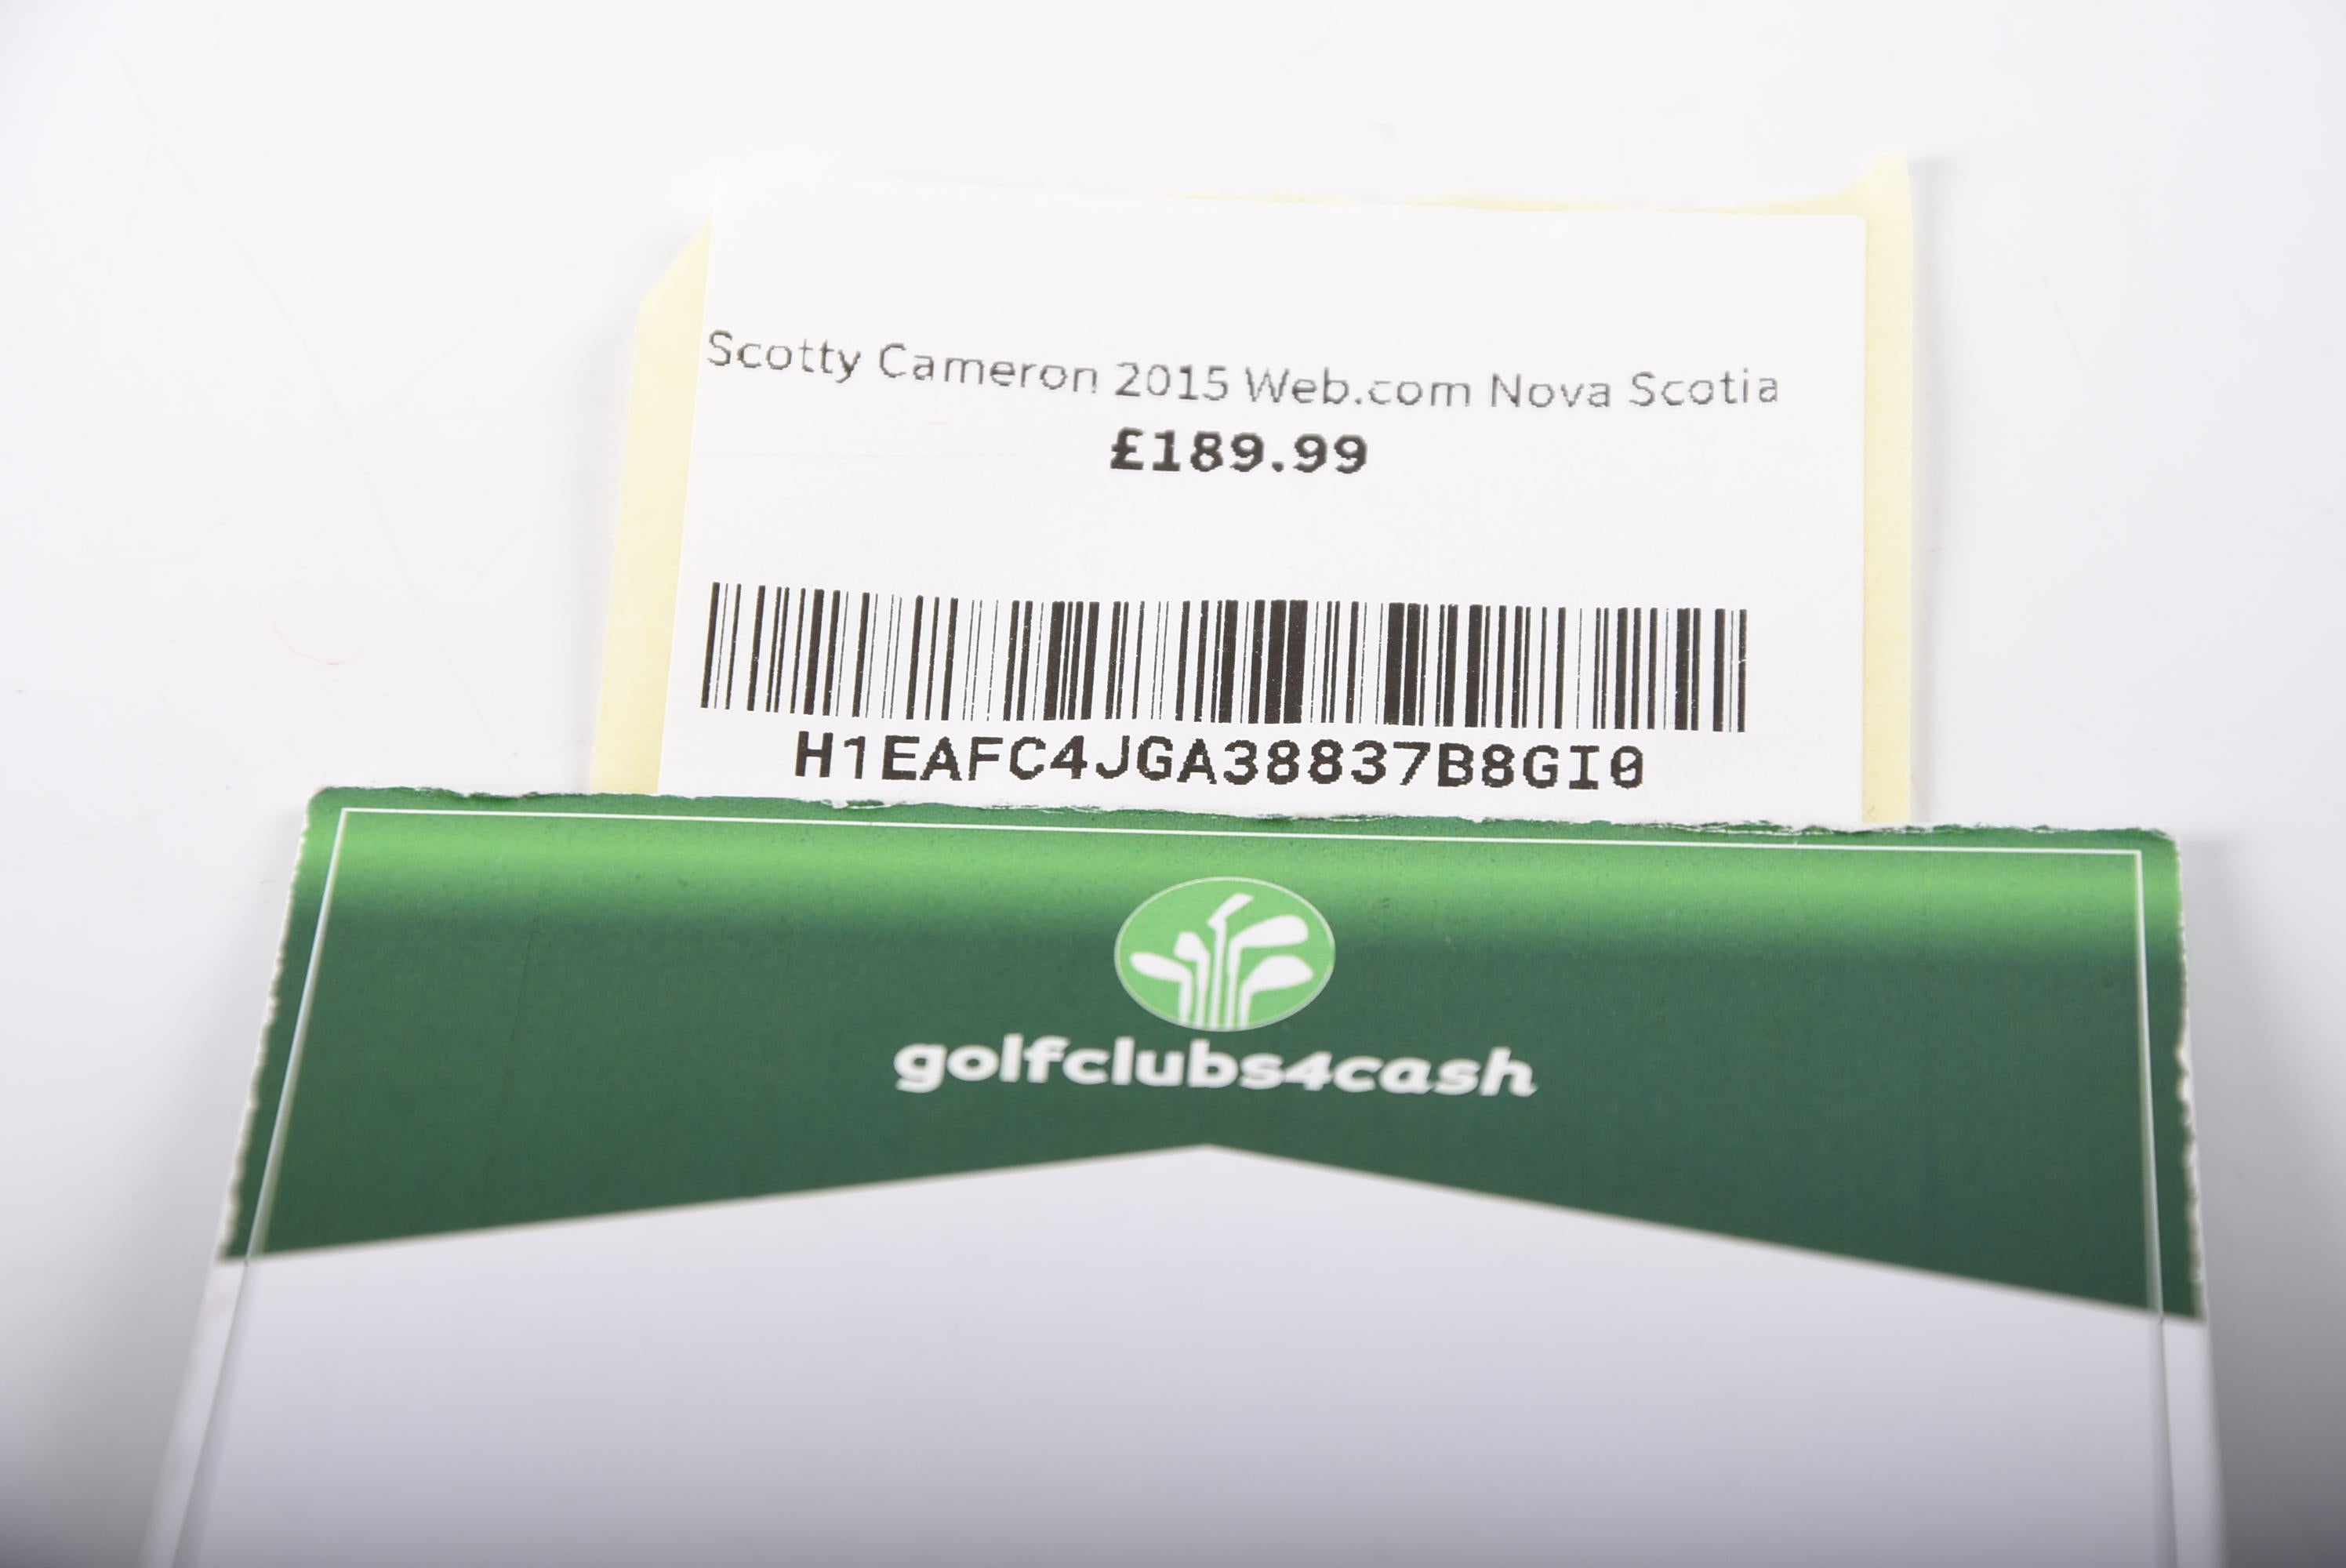 Scotty Cameron 2015 Web.com Nova Scotia
£189.99
H1EAFC4JGA38837B8GI0
golfclubs4cash